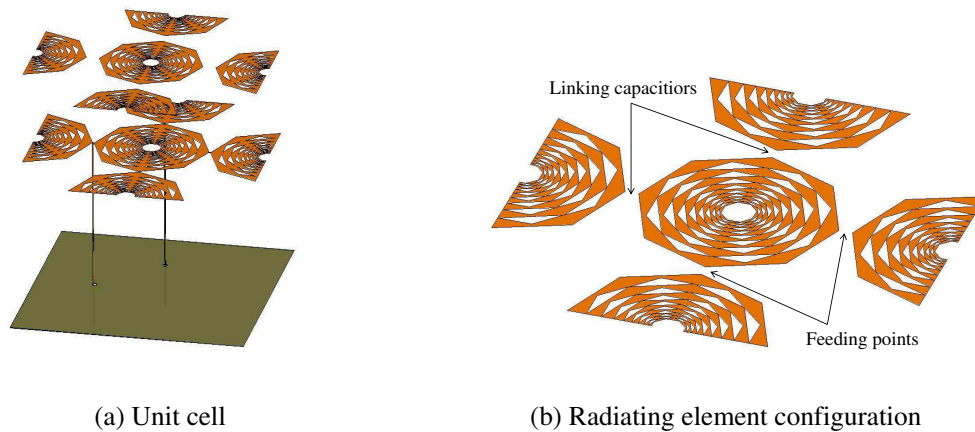 Linking capacitiors
Feeding points
(a) Unit cell
(b) Radiating element configuration